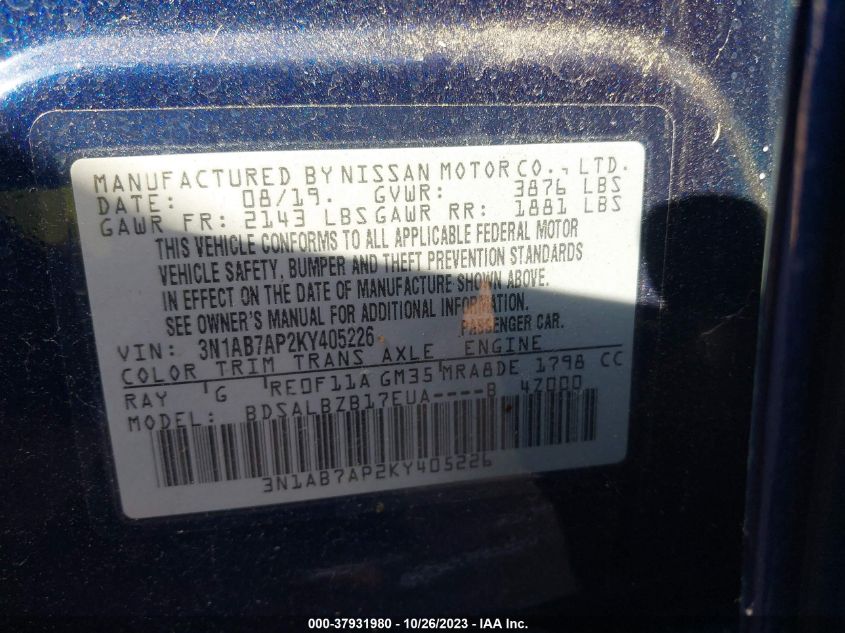 MANUFACTURED BY NISSAN MOTOR CO., LTD.
DATE: 08/19. GVWR: 3876 LBS
GAWR FR: 2143 LBS GAWR RR: 1881 LBS
THIS VEHICLE CONFORMS TO ALL APPLICABLE FEDERAL MOTOR
VEHICLE SAFETY, BUMPER AND THEFT PREVENTION STANDARDS
IN EFFECT ON THE DATE OF MANUFACTURE SHOWN ABOVE.
SEE OWNER'S MANUAL FOR ADDITIONAL INFORMATION.
VIN: 3N1AB7AP2KY405226 PASSENGER CAR.
COLOR TRIM TRANS AXLE ENGINE
RAY G RE0F11A GM35 MRA8DE 1798 CC
MODEL: BDSALBZB17EUA----B 47000
3N1AB7AP2KY405226
000-37931980 - 10/26/2023 - IAA Inc.